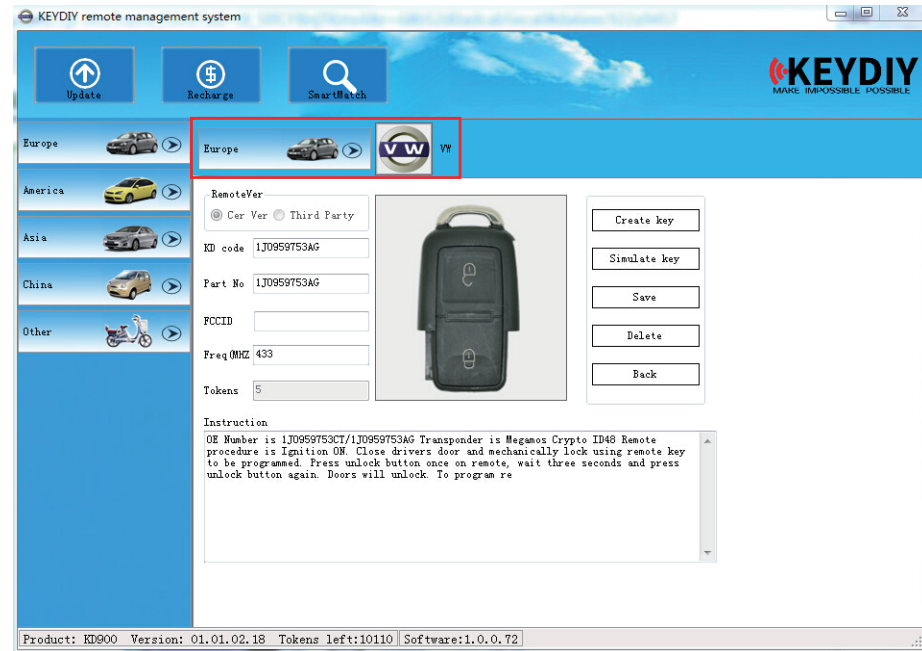 KEYDIY remote management system
Update
Recharge
SmartMatch
KEYDIY
MAKE IMPOSSIBLE POSSIBLE
Europe
America
Asia
China
Other
Europe
VW
VW
RemoteVer
Cer Ver
Third Party
KD code
1J0959753AG
Part No
1J0959753AG
FCCID
Freq(MHZ
433
Tokens
5
Create key
Simulate key
Save
Delete
Back
Instruction
OE Number is 1J0959753CT/1J0959753AG Transponder is Megamos Crypto ID48 Remote
procedure is Ignition ON. Close drivers door and mechanically lock using remote key
to be programmed. Press unlock button once on remote, wait three seconds and press
unlock button again. Doors will unlock. To program re
Product: KD900 Version: 01.01.02.18 Tokens left:10110 Software:1.0.0.72